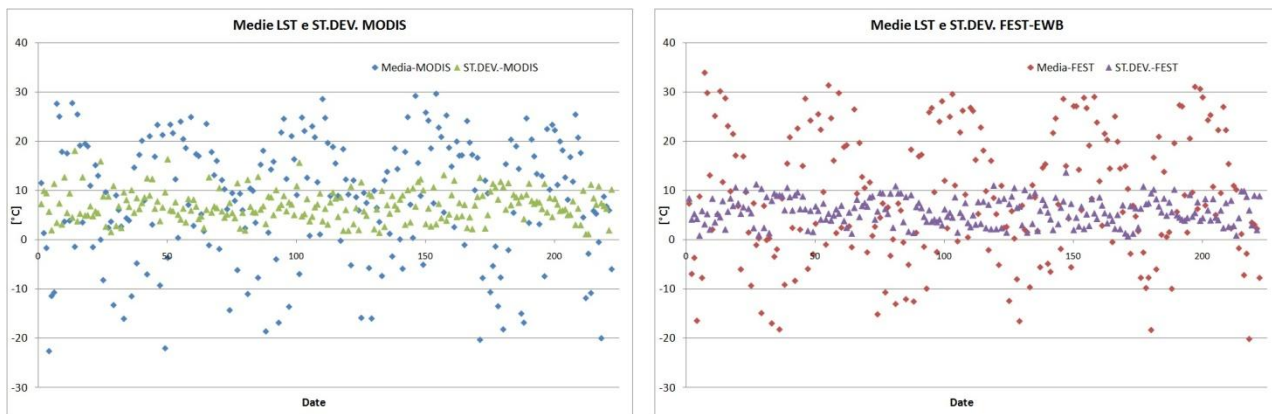 Medie LST e ST.DEV. MODIS
40
Media-MODIS ST.DEV.-MODIS
30
20
[°C]
10
0
0 50 100 150 200
-10
-20
-30
Date
Medie LST e ST.DEV. FEST-EWB
40
Media-FEST ST.DEV.-FEST
30
20
[°C]
10
0
0 50 100 150 200
-10
-20
-30
Date